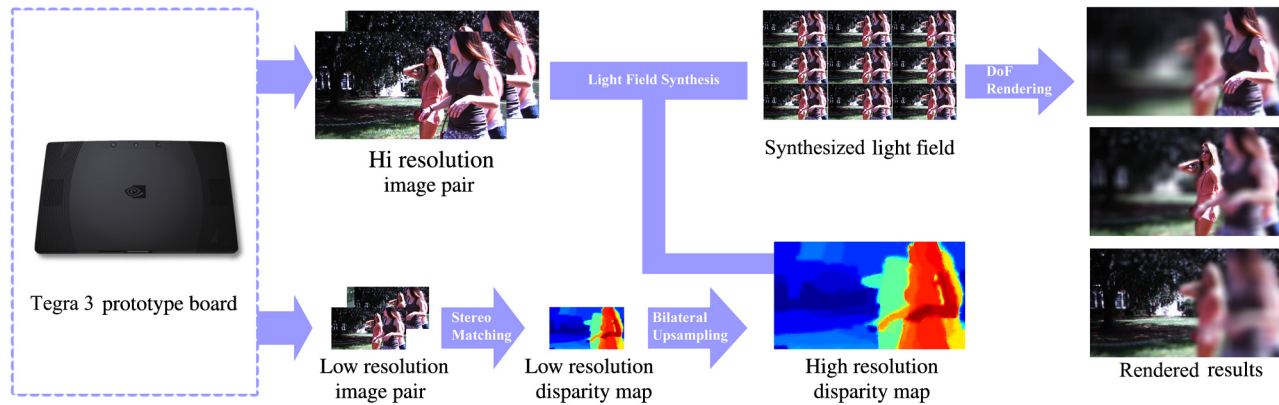 Tegra 3 prototype board
Hi resolution
image pair
Light Field Synthesis
Synthesized light field
DoF
Rendering
Low resolution
image pair
Stereo
Matching
Low resolution
disparity map
Bilateral
Upsampling
High resolution
disparity map
Rendered results